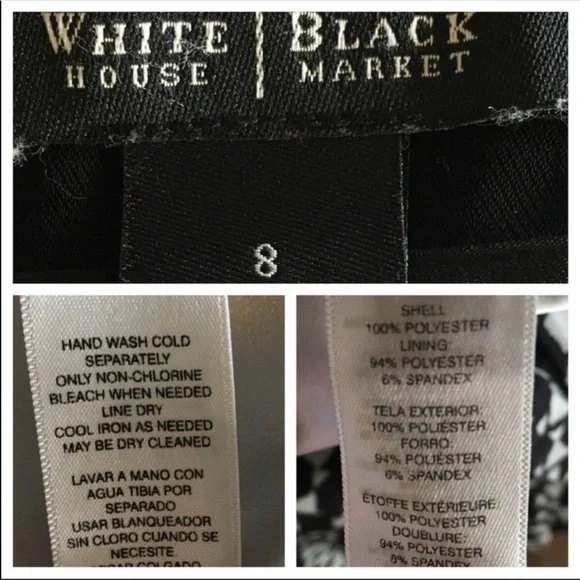 WHITE | BLACK
HOUSE | MARKET
8
HAND WASH COLD
SEPARATELY
ONLY NON-CHLORINE
BLEACH WHEN NEEDED
LINE DRY
COOL IRON AS NEEDED
MAY BE DRY CLEANED
LAVAR A MANO CON
AGUA TIBIA POR
SEPARADO
USAR BLANQUEADOR
SIN CLORO CUANDO SE
NECESITE
COLGADO
SHELL
100% POLYESTER
LINING:
94% POLYESTER
6% SPANDEX
TELA EXTERIOR:
100% POLIÉSTER
FORRO:
94% POLIÉSTER
6% SPANDEX
ÉTOFFE EXTÉRIEURE:
100% POLYESTER
DOUBLURE:
94% POLYESTER
6% SPANDEX